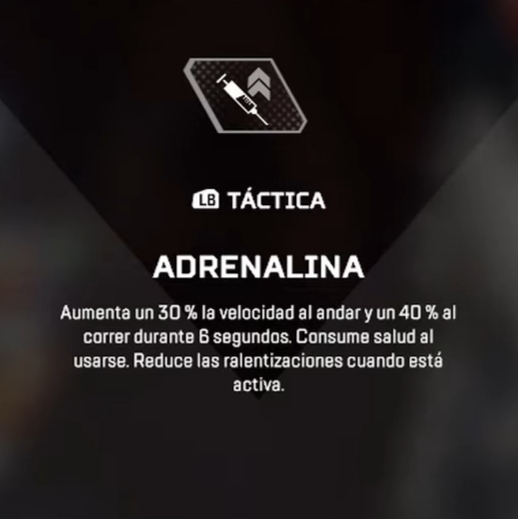 LB TÁCTICA
ADRENALINA
Aumenta un 30 % la velocidad al andar y un 40 % al
correr durante 6 segundos. Consume salud al
usarse. Reduce las ralentizaciones cuando está
activa.